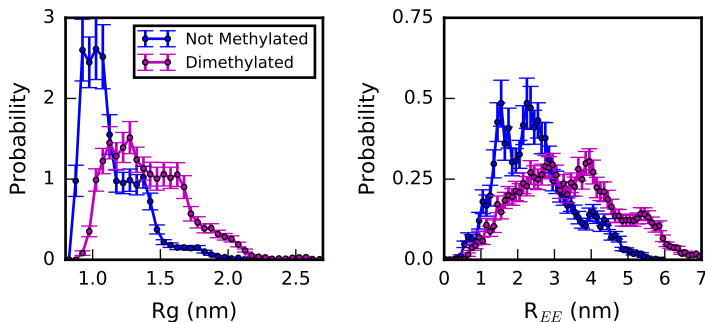 3
2
1
0
Probability
Not Methylated
Dimethylated
1.0 1.5 2.0 2.5
Rg (nm)
0.75
0.5
0.25
0.0
Probability
0 1 2 3 4 5 6 7
R_EE (nm)